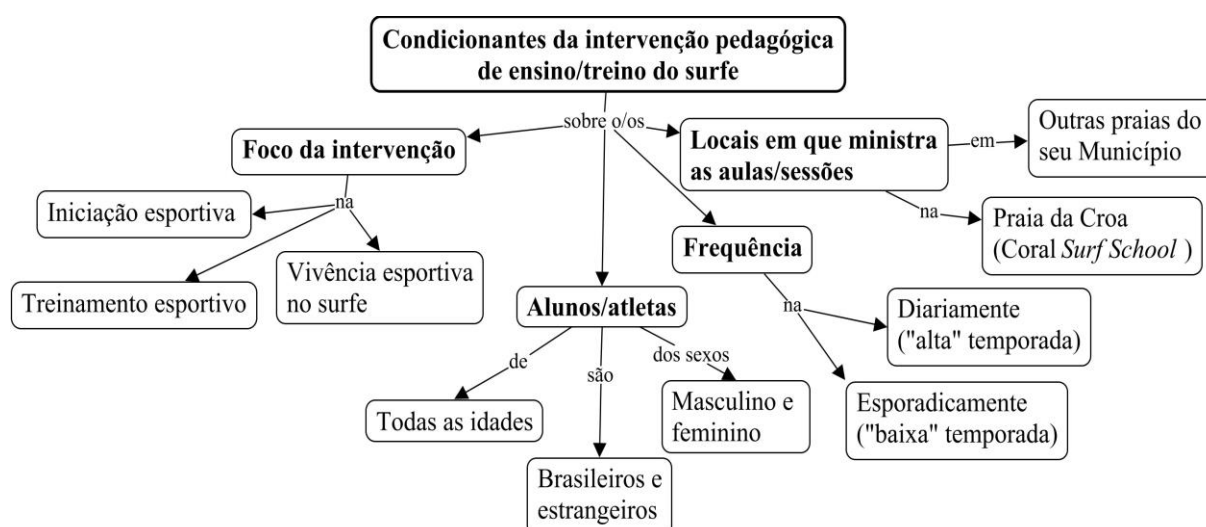 Condicionantes da intervenção pedagógica
de ensino/treino do surfe
sobre o/os
Foco da intervenção
na
Iniciação esportiva
Treinamento esportivo
Vivência esportiva
no surfe
Alunos/atletas
de
são
dos sexos
Todas as idades
Brasileiros e
estrangeiros
Masculino e
feminino
Frequência
na
Diariamente
("alta" temporada)
Esporadicamente
("baixa" temporada)
Locais em que ministra
as aulas/sessões
em
Outras praias do
seu Município
na
Praia da Croa
(Coral Surf School )